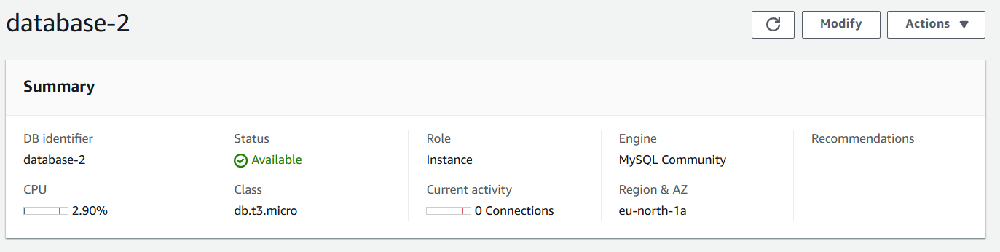 database-2
Modify
Actions
Summary
DB identifier
database-2
Status
Available
Role
Instance
Engine
MySQL Community
Recommendations
CPU
2.90%
Class
db.t3.micro
Current activity
0 Connections
Region & AZ
eu-north-1a